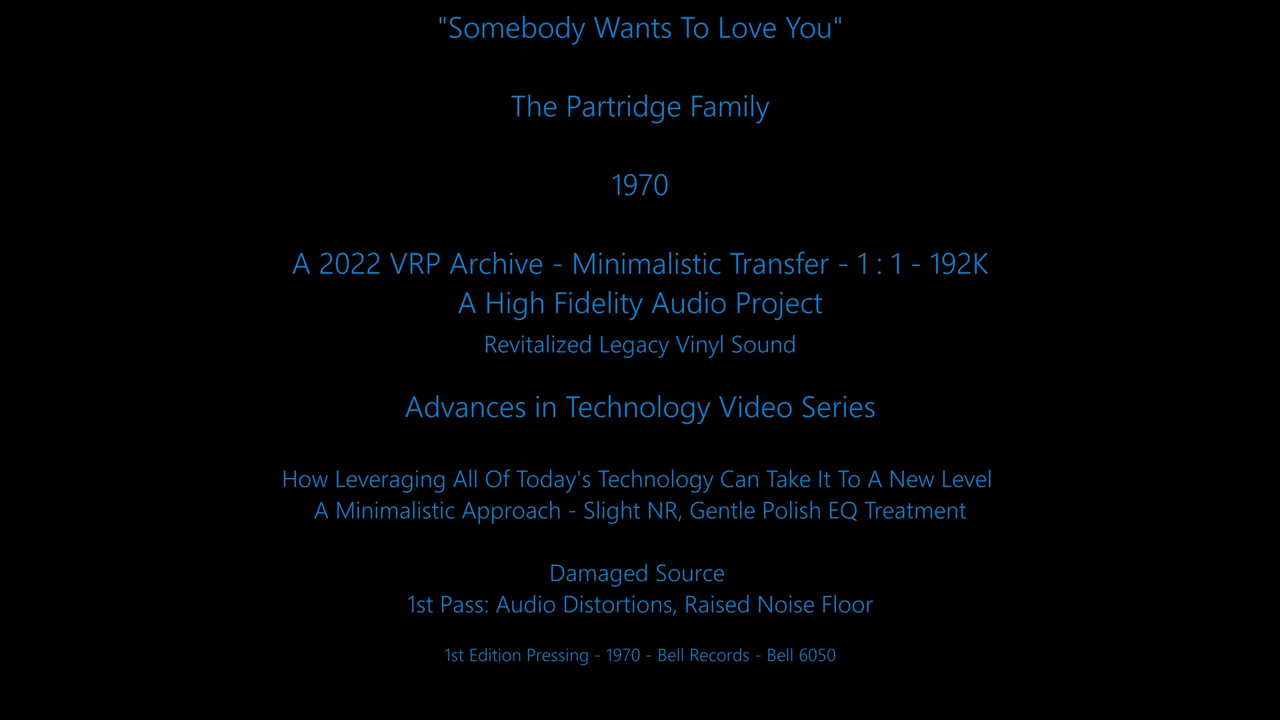 "Somebody Wants To Love You"
The Partridge Family
1970
A 2022 VRP Archive - Minimalistic Transfer - 1 : 1 - 192K
A High Fidelity Audio Project
Revitalized Legacy Vinyl Sound
Advances in Technology Video Series
How Leveraging All Of Today's Technology Can Take It To A New Level
A Minimalistic Approach - Slight NR, Gentle Polish EQ Treatment
Damaged Source
1st Pass: Audio Distortions, Raised Noise Floor
1st Edition Pressing - 1970 - Bell Records - Bell 6050